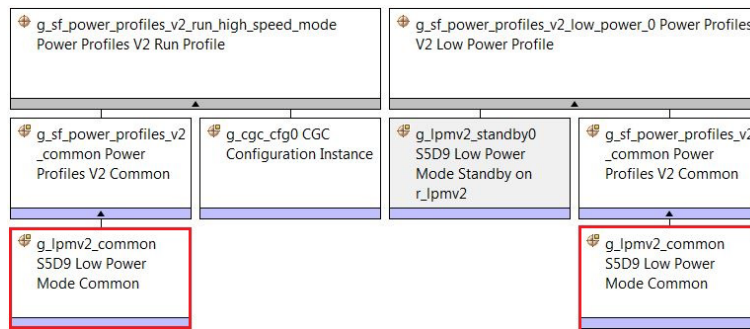 g_sf_power_profiles_v2_run_high_speed_mode
Power Profiles V2 Run Profile
g_sf_power_profiles_v2_low_power_0 Power Profiles
V2 Low Power Profile
g_sf_power_profiles_v2
_common Power
Profiles V2 Common
g_cgc_cfg0 CGC
Configuration Instance
g_lpmv2_standby0
S5D9 Low Power
Mode Standby on
r_lpmv2
g_sf_power_profiles_v2
_common Power
Profiles V2 Common
g_lpmv2_common
S5D9 Low Power
Mode Common
g_lpmv2_common
S5D9 Low Power
Mode Common